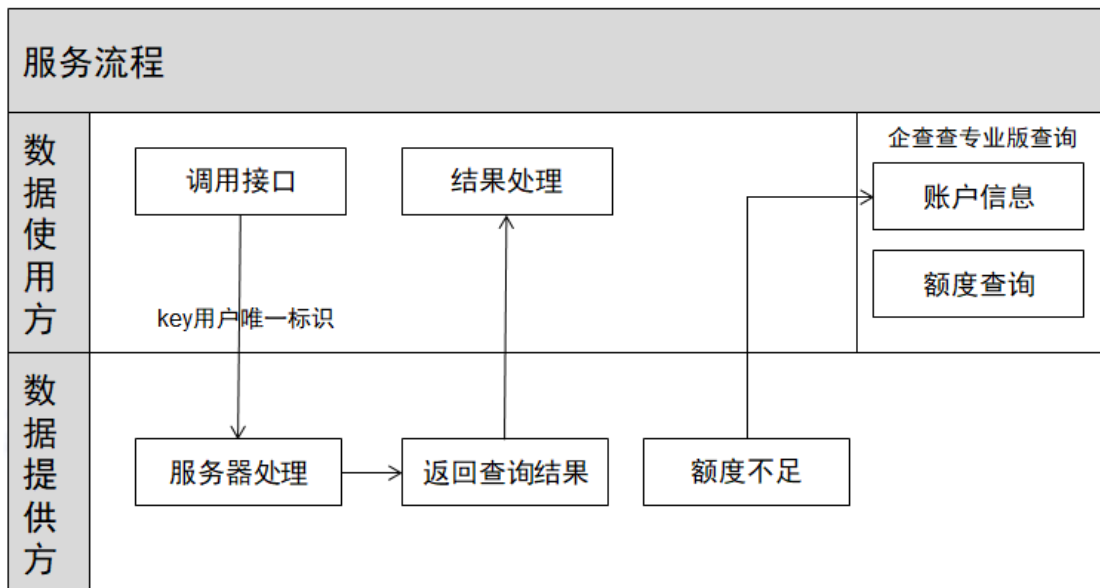 服务流程
数据使用方
调用接口
结果处理
企查查专业版查询
账户信息
额度查询
key用户唯一标识
数据提供方
服务器处理
返回查询结果
额度不足